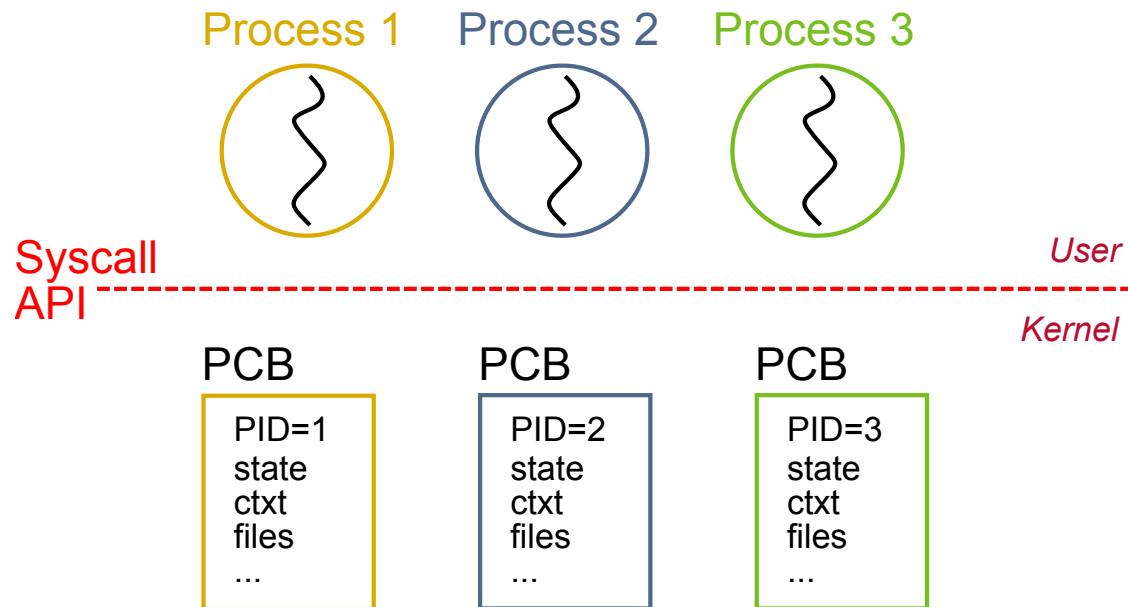 Process 1
Process 2
Process 3
Syscall
API
User
Kernel
PCB
PID=1
state
ctxt
files
...
PCB
PID=2
state
ctxt
files
...
PCB
PID=3
state
ctxt
files
...